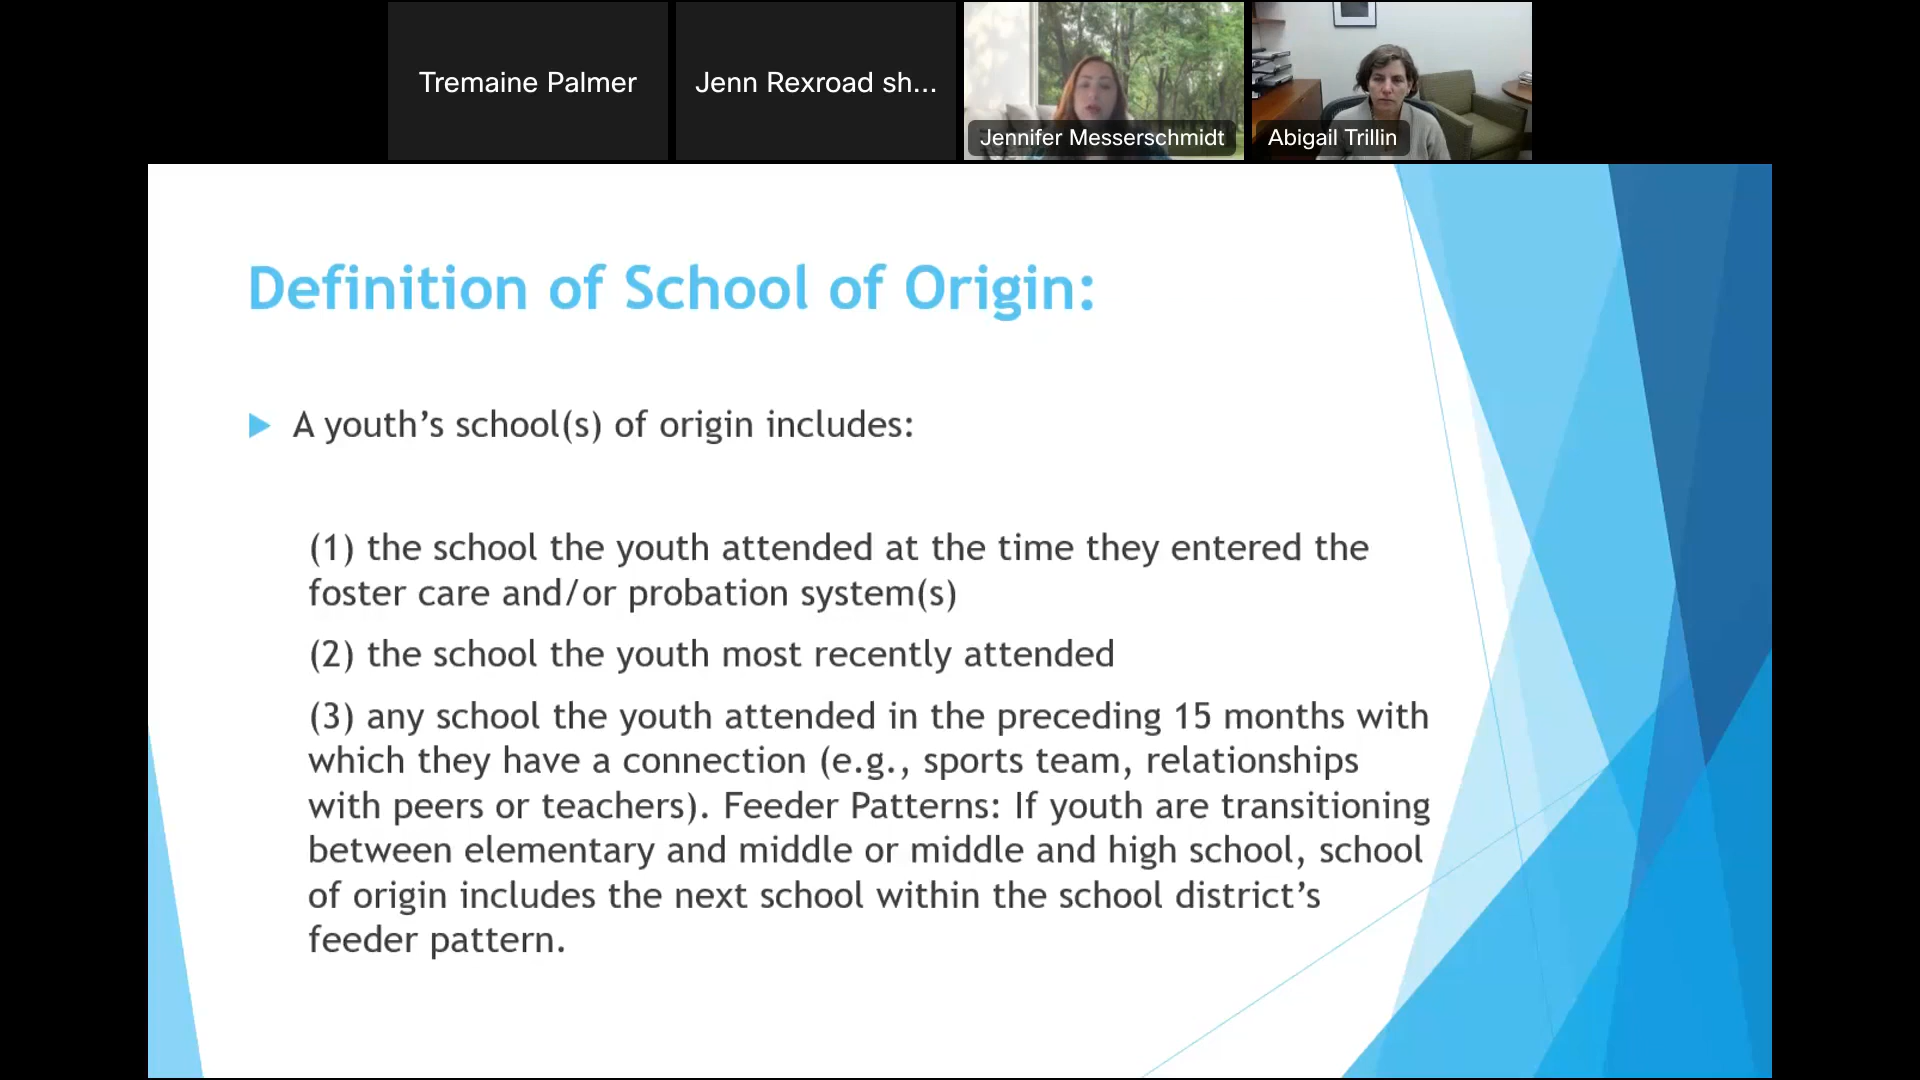 Tremaine Palmer
Jenn Rexroad sh...
Jennifer Messerschmidt
Abigail Trillin
Definition of School of Origin:
A youth’s school(s) of origin includes:
(1) the school the youth attended at the time they entered the
foster care and/or probation system(s)
(2) the school the youth most recently attended
(3) any school the youth attended in the preceding 15 months with
which they have a connection (e.g., sports team, relationships
with peers or teachers). Feeder Patterns: If youth are transitioning
between elementary and middle or middle and high school, school
of origin includes the next school within the school district’s
feeder pattern.